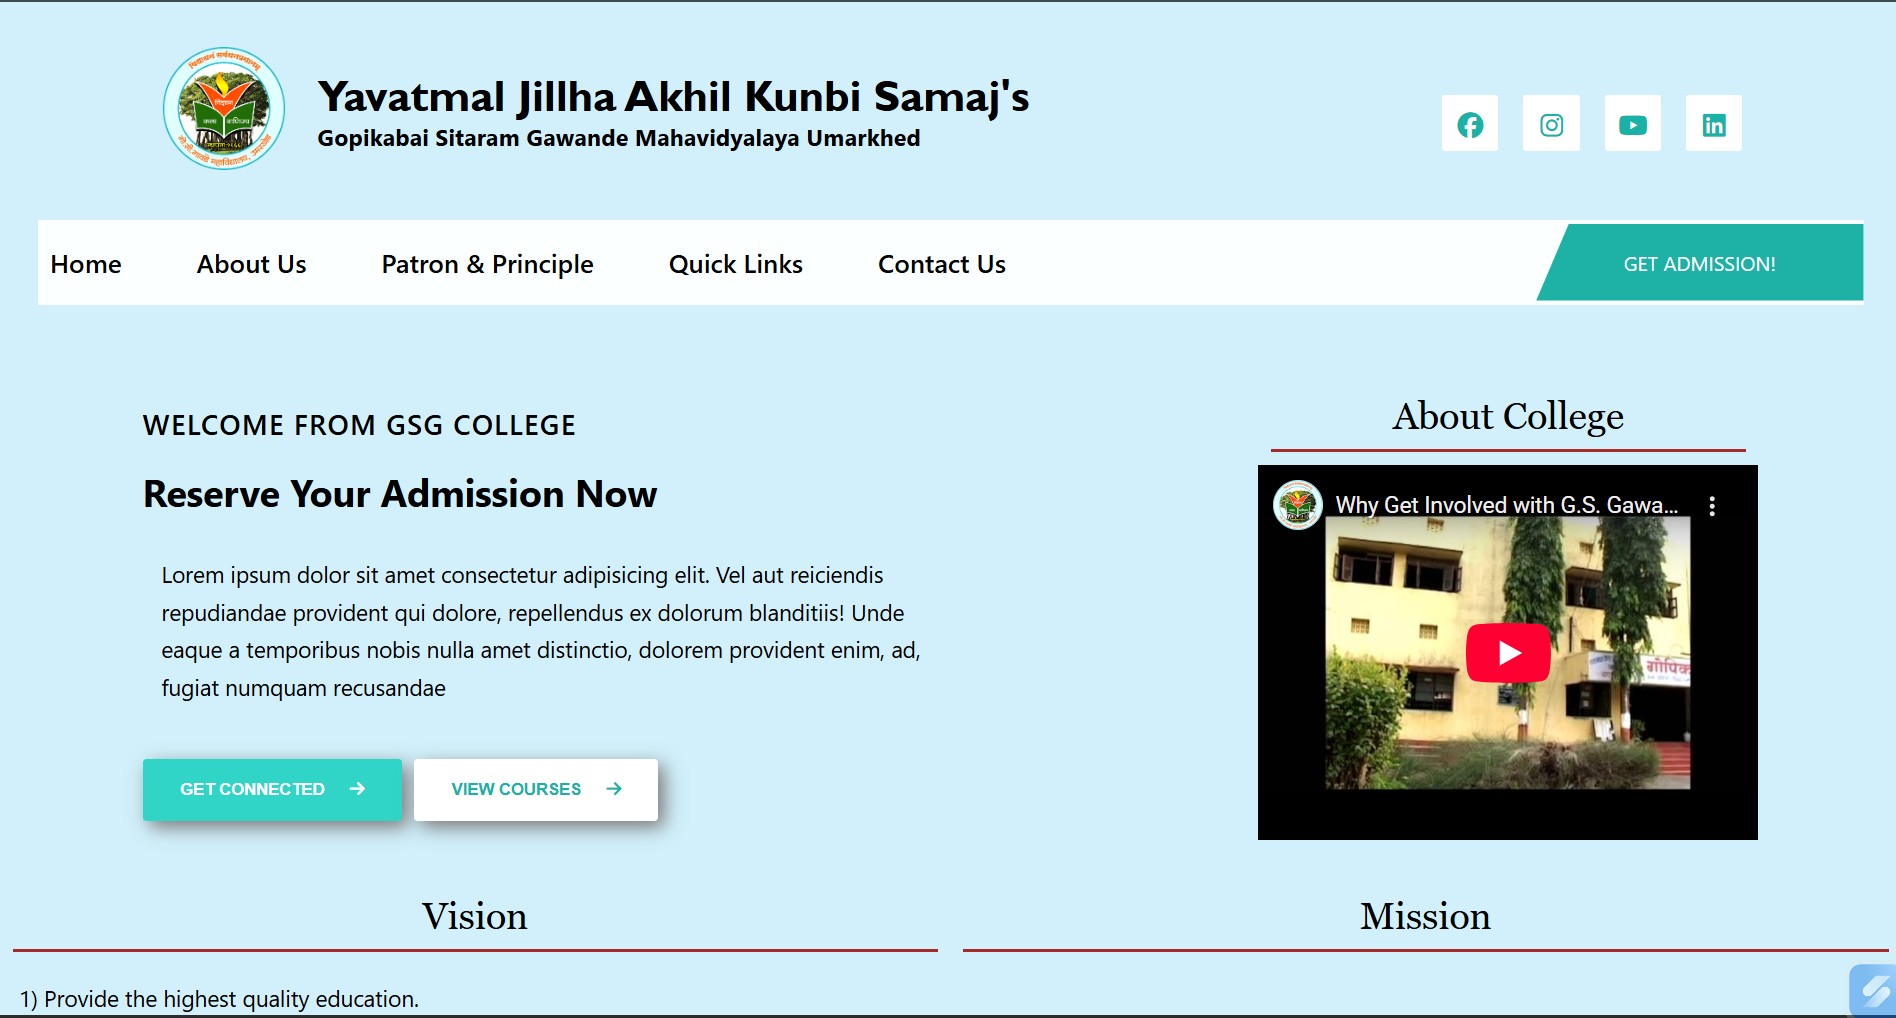 Yavatmal Jillha Akhil Kunbi Samaj's
Gopikabai Sitaram Gawande Mahavidyalaya Umarkhed
Home About Us Patron & Principle Quick Links Contact Us GET ADMISSION!
WELCOME FROM GSG COLLEGE
Reserve Your Admission Now
Lorem ipsum dolor sit amet consectetur adipisicing elit. Vel aut reiciendis
repudiandae provident qui dolore, repellendus ex dolorum blanditiis! Unde
eaque a temporibus nobis nulla amet distinctio, dolorem provident enim, ad,
fugiat numquam recusandae
GET CONNECTED
VIEW COURSES
About College
Why Get Involved with G.S. Gawa...
गोपिक
Vision
Mission
1) Provide the highest quality education.